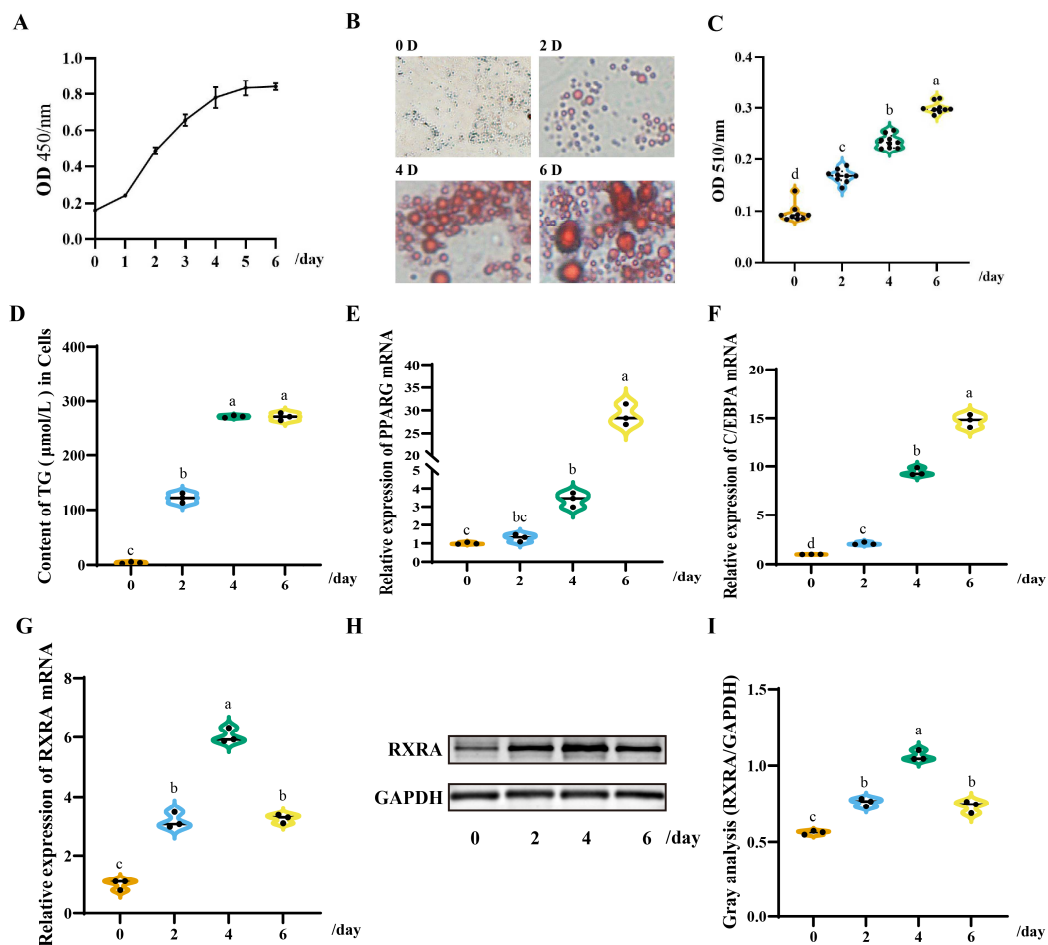 A
OD 450/nm
1.0
0.8
0.6
0.4
0.2
0.0
0 1 2 3 4 5 6
/day
B
0 D
2 D
4 D
6 D
C
OD 510/nm
0.4
0.3
0.2
0.1
0.0
d
c
b
a
0 2 4 6
/day
D
Content of TG ( μmol/L ) in Cells
400
300
200
100
0
c
b
a
a
0 2 4 6
/day
E
Relative expression of PPARG mRNA
40
35
30
25
20
5
4
3
2
1
0
c
bc
b
a
0 2 4 6
/day
F
Relative expression of C/EBPA mRNA
20
15
10
5
0
d
c
b
a
0 2 4 6
/day
G
Relative expression of RXRA mRNA
8
6
4
2
0
c
b
a
b
0 2 4 6
/day
H
RXRA
GAPDH
0 2 4 6 /day
I
Gray analysis (RXRA/GAPDH)
1.5
1.0
0.5
0.0
c
b
a
b
0 2 4 6
/day